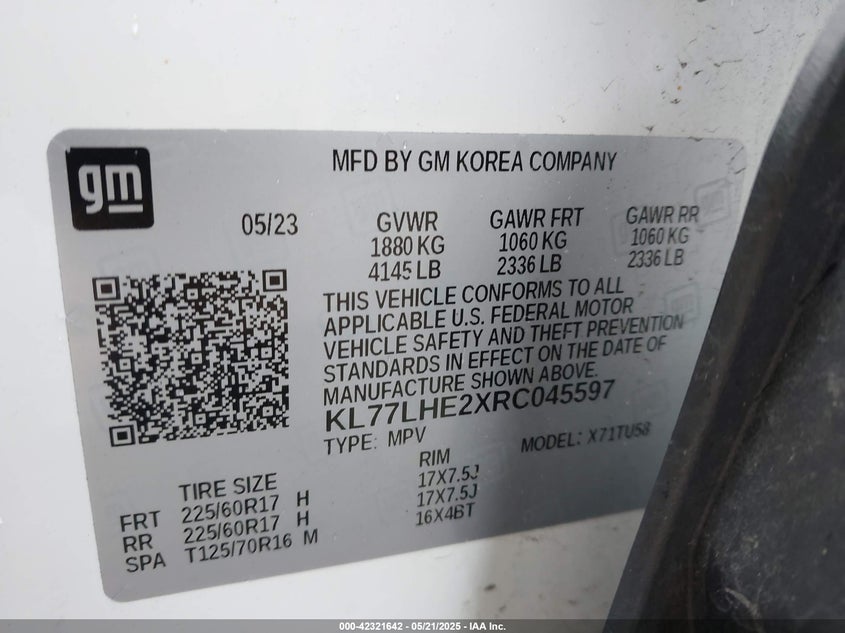 gm
MFD BY GM KOREA COMPANY
05/23
GVWR GAWR FRT GAWR RR
1880 KG 1060 KG 1060 KG
4145 LB 2336 LB 2336 LB
THIS VEHICLE CONFORMS TO ALL
APPLICABLE U.S. FEDERAL MOTOR
VEHICLE SAFETY AND THEFT PREVENTION
STANDARDS IN EFFECT ON THE DATE OF
MANUFACTURE SHOWN ABOVE.
KL77LHE2XRC045597
TYPE: MPV MODEL: X71TU58
TIRE SIZE RIM
FRT 225/60R17 H 17X7.5J
RR 225/60R17 H 17X7.5J
SPA T125/70R16 M 16X4BT
000-42321642 - 05/21/2025 - IAA Inc.